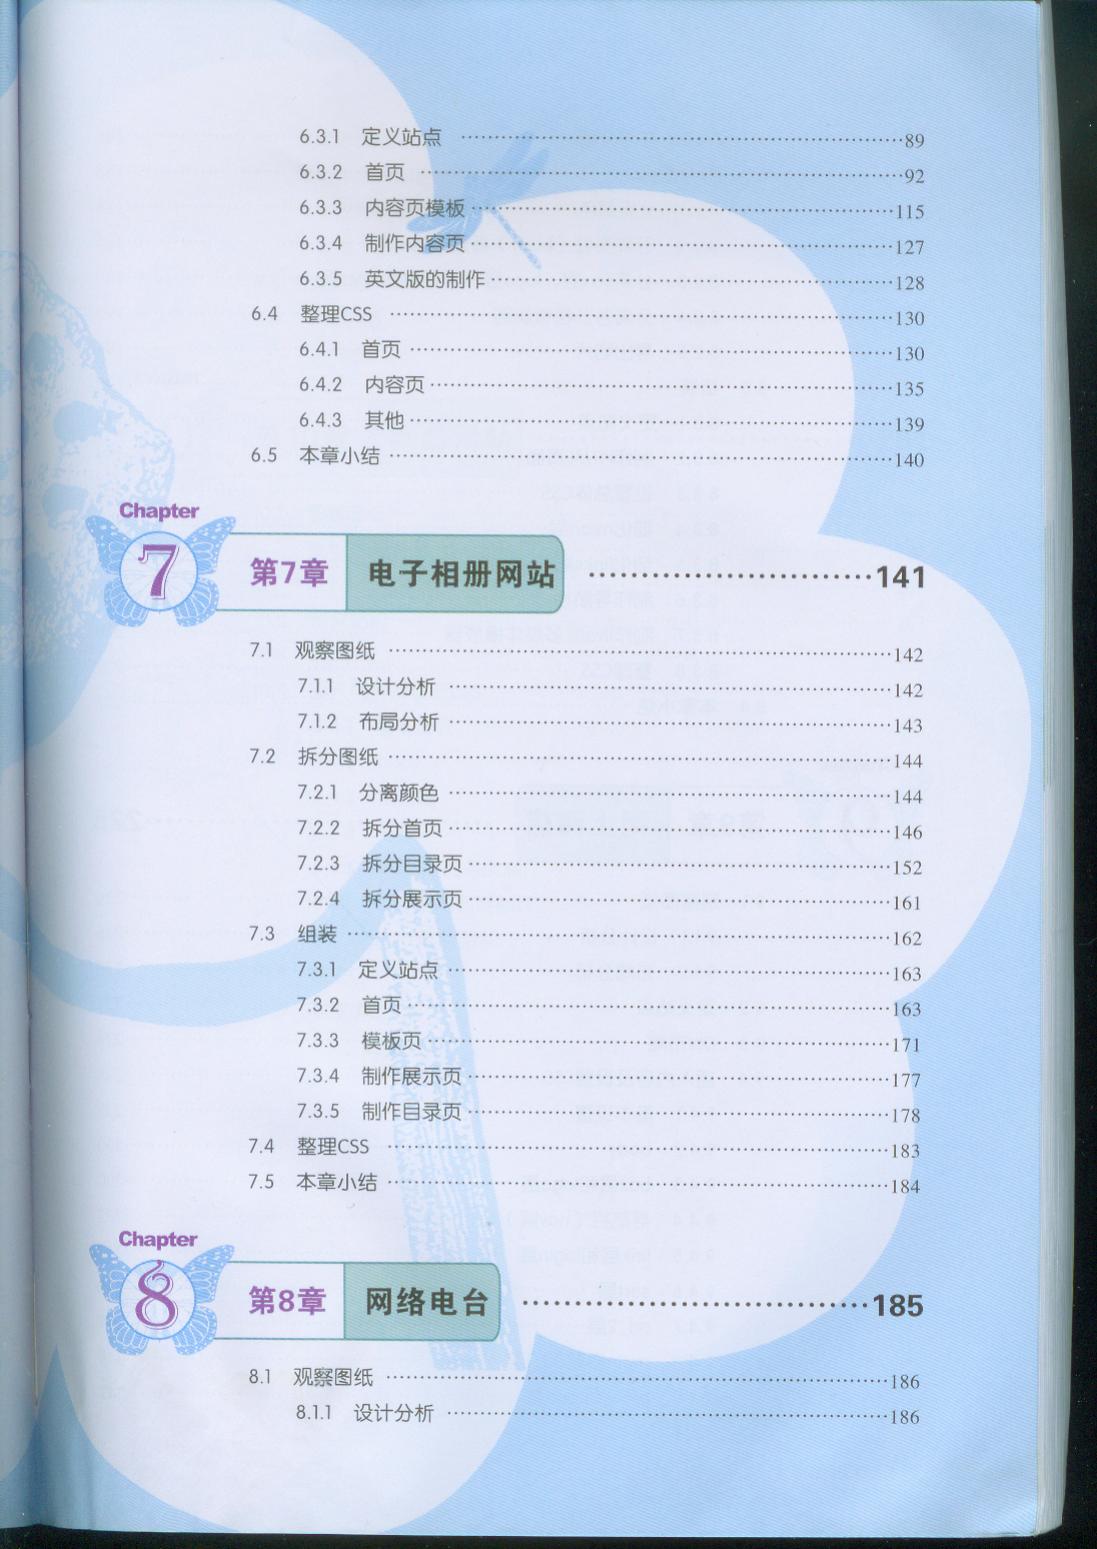 6.3.1 定义站点 ……89
6.3.2 首页 ……92
6.3.3 内容页模板 ……115
6.3.4 制作内容页 ……127
6.3.5 英文版的制作 ……128
6.4 整理CSS ……130
6.4.1 首页 ……130
6.4.2 内容页 ……135
6.4.3 其他 ……139
6.5 本章小结 ……140
Chapter
7 第7章 电子相册网站 ……141
7.1 观察图纸 ……142
7.1.1 设计分析 ……142
7.1.2 布局分析 ……143
7.2 拆分图纸 ……144
7.2.1 分离颜色 ……144
7.2.2 拆分首页 ……146
7.2.3 拆分目录页 ……152
7.2.4 拆分展示页 ……161
7.3 组装 ……162
7.3.1 定义站点 ……163
7.3.2 首页 ……163
7.3.3 模板页 ……171
7.3.4 制作展示页 ……177
7.3.5 制作目录页 ……178
7.4 整理CSS ……183
7.5 本章小结 ……184
Chapter
8 第8章 网络电台 ……185
8.1 观察图纸 ……186
8.1.1 设计分析 ……186